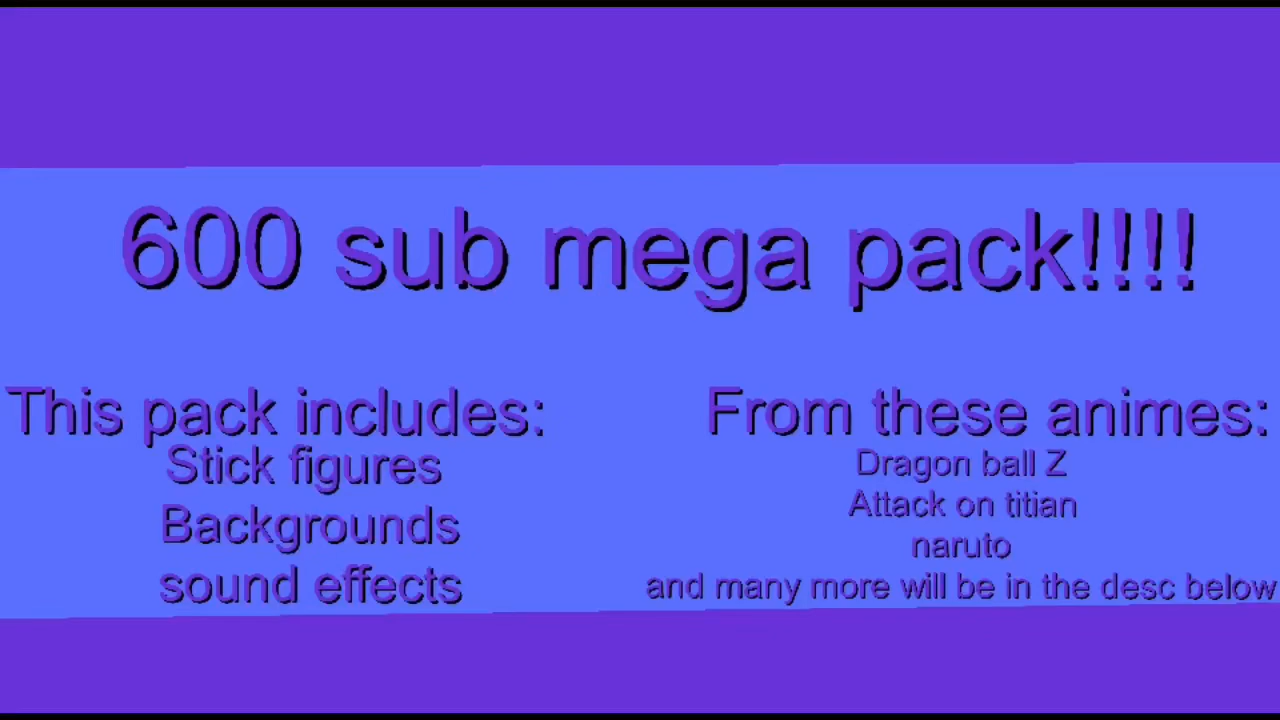 600 sub mega pack!!!!
This pack includes:
Stick figures
Backgrounds
sound effects
From these animes:
Dragon ball Z
Attack on titian
naruto
and many more will be in the desc below